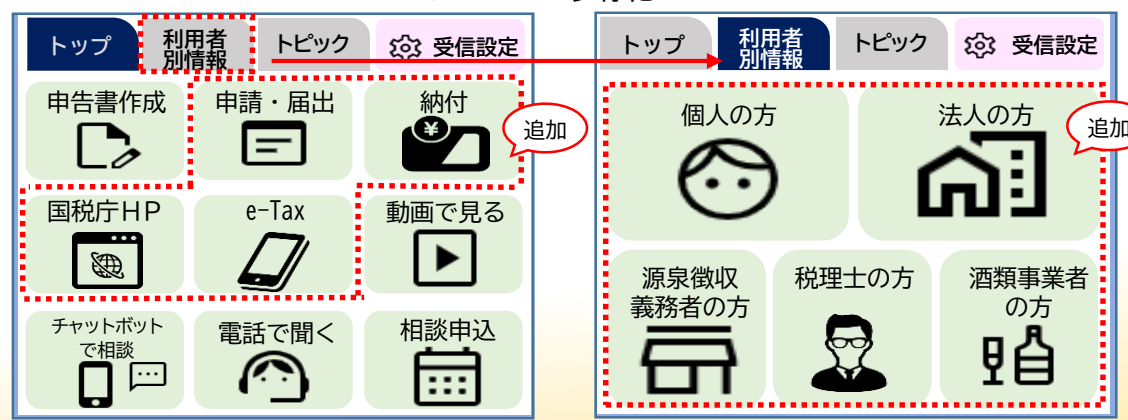 トップ
利用者
別情報
トピック
受信設定
申告書作成
申請・届出
納付
¥
追加
国税庁HP
e-Tax
動画で見る
チャットボット
で相談
電話で聞く
相談申込
トップ
利用者
別情報
トピック
受信設定
個人の方
法人の方
追加
源泉徴収
義務者の方
税理士の方
酒類事業者
の方